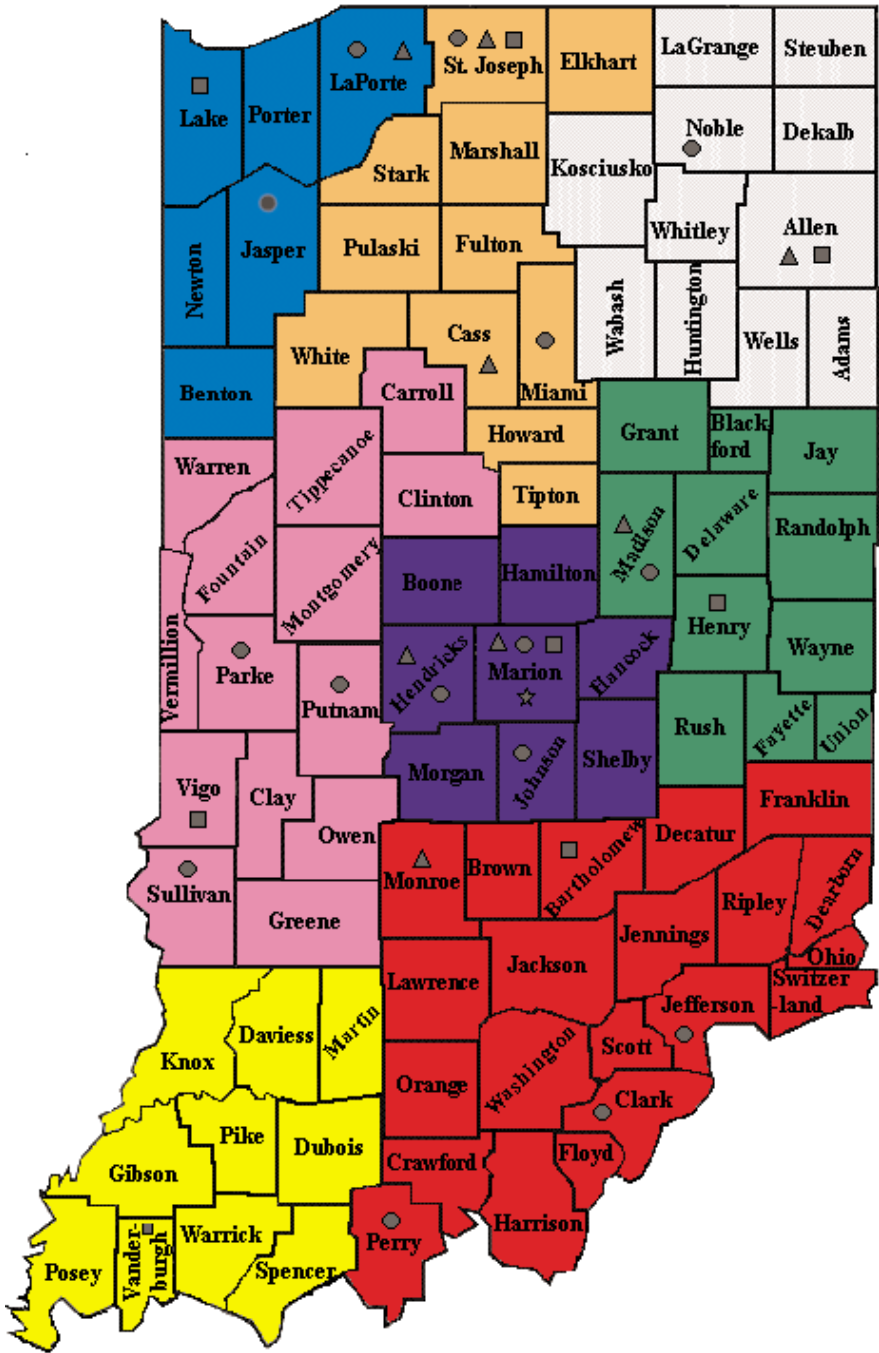 LaGrange
Steuben
St. Joseph
Elkhart
LaPorte
Lake
Porter
Noble
Dekalb
Marshall
Stark
Kosciusko
Whitley
Allen
Jasper
Pulaski
Fulton
Newton
Wabash
Huntington
Wells
Adams
White
Cass
Miami
Benton
Carroll
Howard
Grant
Black
ford
Jay
Warren
Tippecanoe
Clinton
Tipton
Fountain
Montgomery
Boone
Hamilton
Madison
Delaware
Randolph
Vermillion
Parke
Putnam
Hendricks
Marion
Hancock
Henry
Wayne
Rush
Fayette
Union
Vigo
Clay
Owen
Morgan
Johnson
Shelby
Franklin
Decatur
Sullivan
Greene
Monroe
Brown
Bartholomew
Jennings
Ripley
Dearborn
Ohio
Switzer
-land
Lawrence
Jackson
Jefferson
Knox
Daviess
Martin
Orange
Washington
Scott
Clark
Gibson
Pike
Dubois
Crawford
Floyd
Harrison
Posey
Vander-
burgh
Warrick
Spencer
Perry